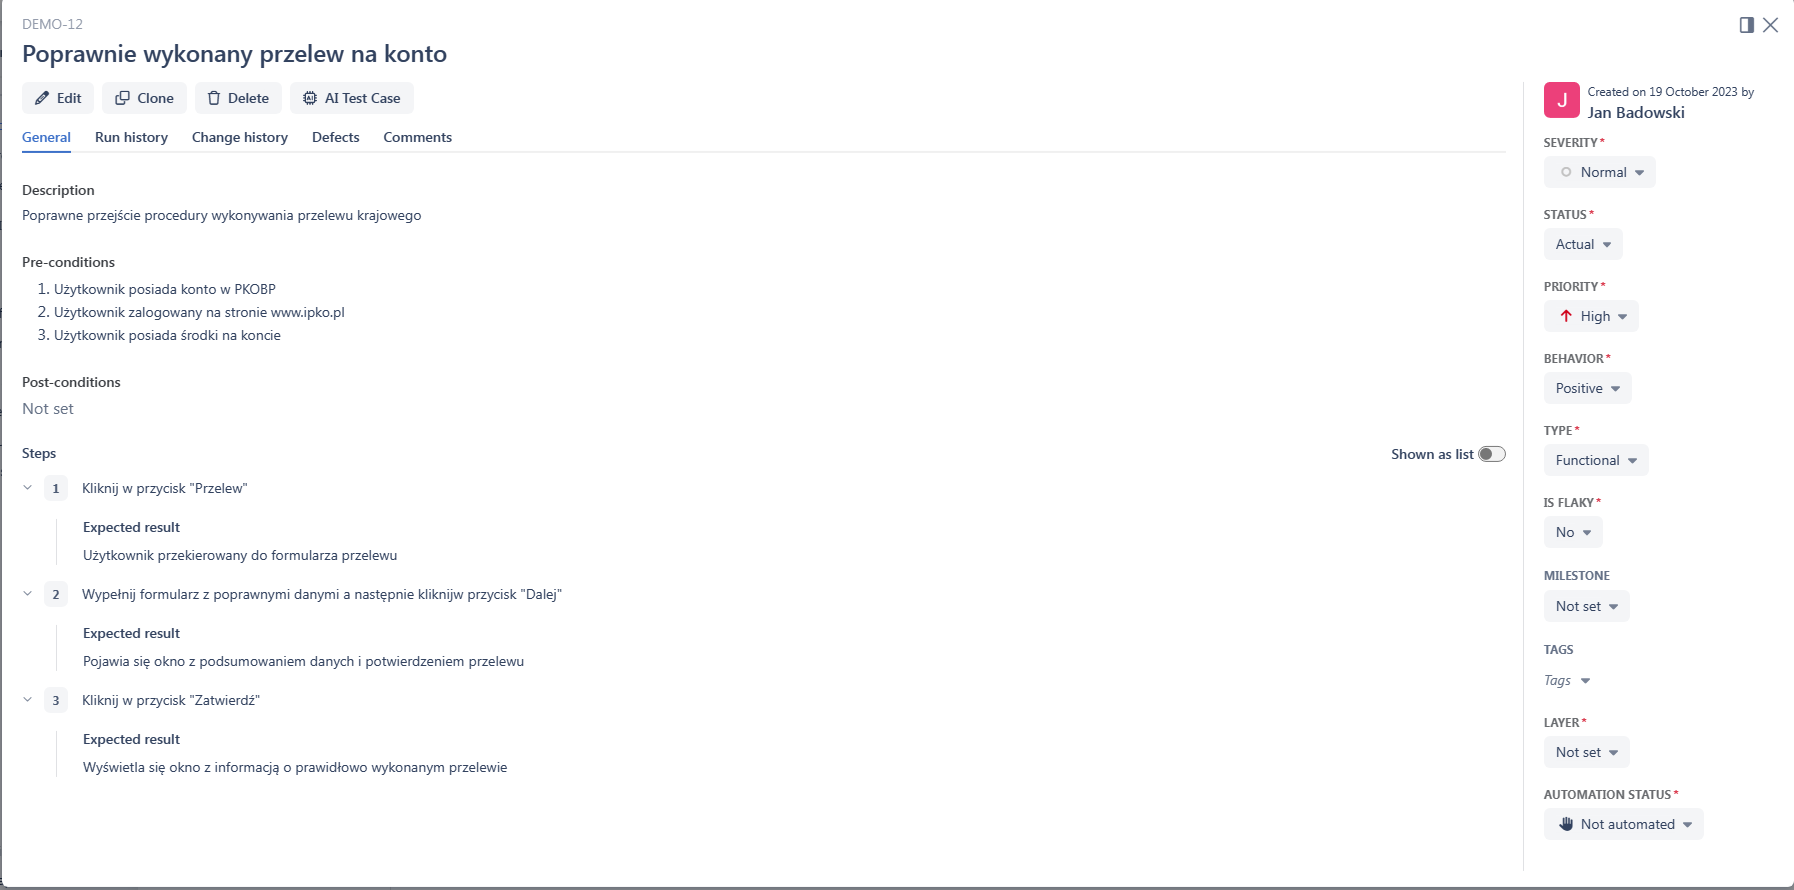 DEMO-12
Poprawnie wykonany przelew na konto
Edit Clone Delete AI Test Case
General Run history Change history Defects Comments
Description
Poprawne przejście procedury wykonywania przelewu krajowego
Pre-conditions
1. Użytkownik posiada konto w PKOBP
2. Użytkownik zalogowany na stronie www.ipko.pl
3. Użytkownik posiada środki na koncie
Post-conditions
Not set
Steps
Shown as list
1 Kliknij w przycisk "Przelew"
Expected result
Użytkownik przekierowany do formularza przelewu
2 Wypełnij formularz z poprawnymi danymi a następnie kliknijw przycisk "Dalej"
Expected result
Pojawia się okno z podsumowaniem danych i potwierdzeniem przelewu
3 Kliknij w przycisk "Zatwierdź"
Expected result
Wyświetla się okno z informacją o prawidłowo wykonanym przelewie
J
Created on 19 October 2023 by
Jan Badowski
SEVERITY*
Normal
STATUS*
Actual
PRIORITY*
High
BEHAVIOR*
Positive
TYPE*
Functional
IS FLAKY*
No
MILESTONE
Not set
TAGS
Tags
LAYER*
Not set
AUTOMATION STATUS*
Not automated